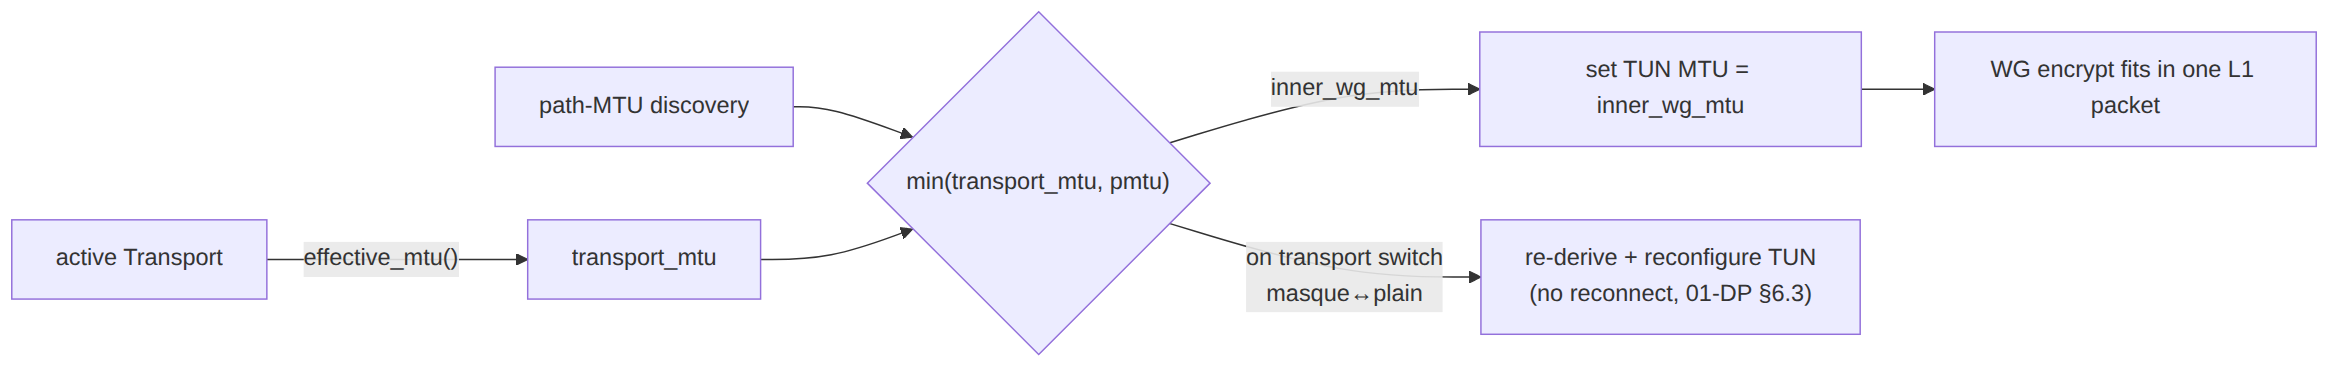 active Transport
effective_mtu()
path-MTU discovery
transport_mtu
min(transport_mtu, pmtu)
inner_wg_mtu
on transport switch
masque↔plain
set TUN MTU =
inner_wg_mtu
re-derive + reconfigure TUN
(no reconnect, 01-DP §6.3)
WG encrypt fits in one L1
packet